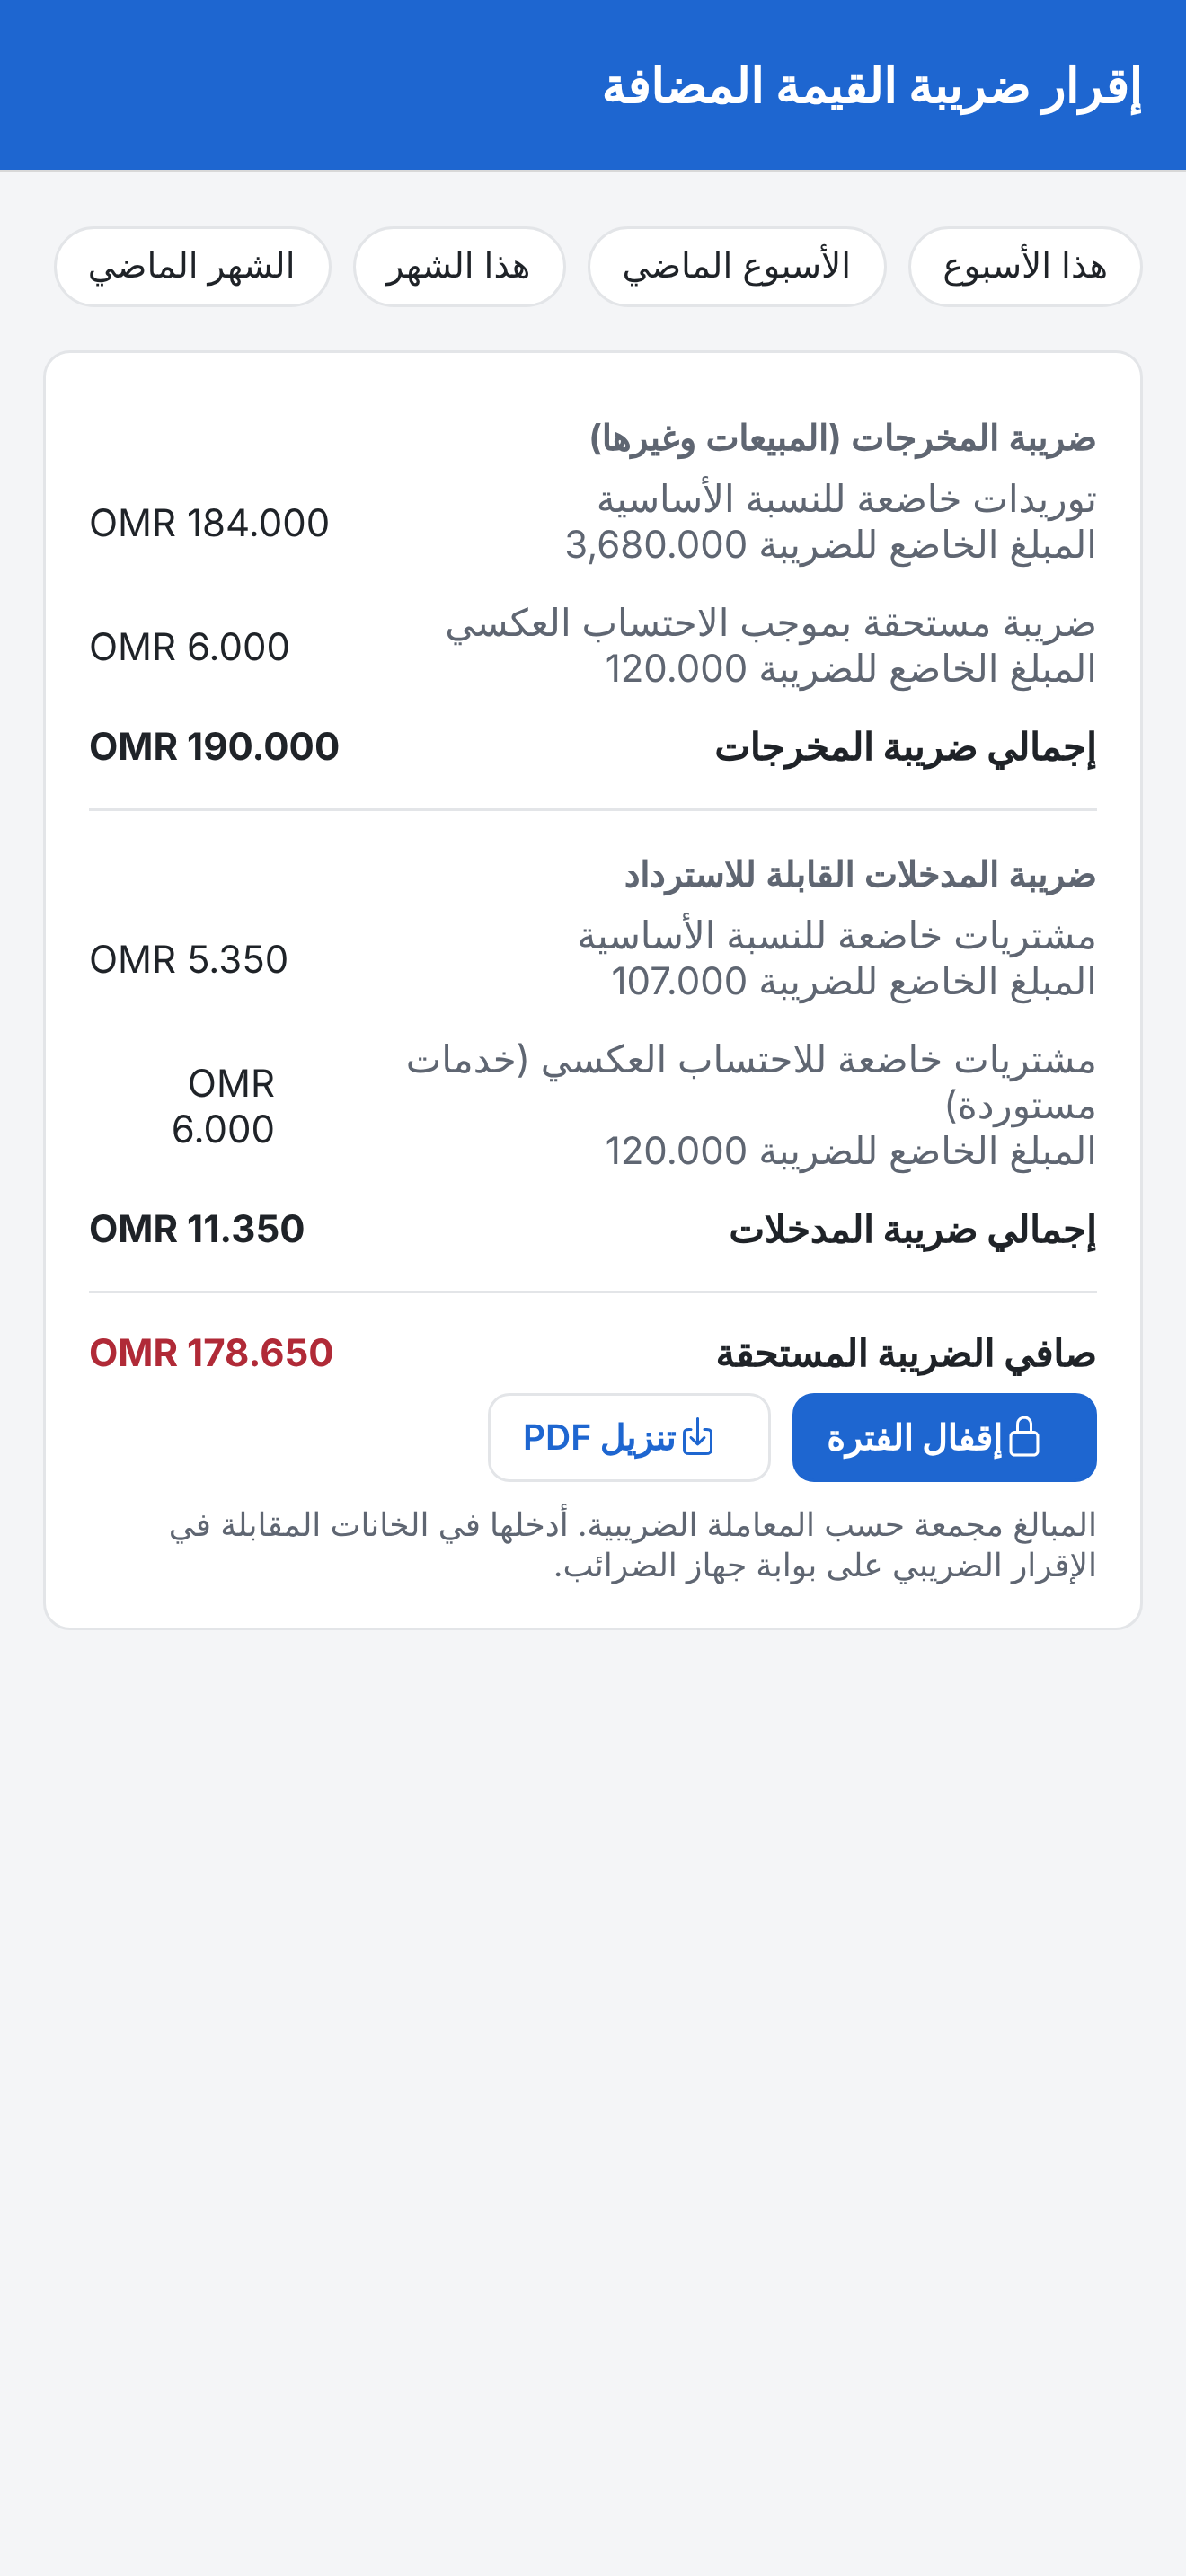 إقرار ضريبة القيمة المضافة
هذا الأسبوع
الأسبوع الماضي
هذا الشهر
الشهر الماضي
ضريبة المخرجات (المبيعات وغيرها)
توريدات خاضعة للنسبة الأساسية
المبلغ الخاضع للضريبة 3,680.000
OMR 184.000
ضريبة مستحقة بموجب الاحتساب العكسي
المبلغ الخاضع للضريبة 120.000
OMR 6.000
إجمالي ضريبة المخرجات
OMR 190.000
ضريبة المدخلات القابلة للاسترداد
مشتريات خاضعة للنسبة الأساسية
المبلغ الخاضع للضريبة 107.000
OMR 5.350
مشتريات خاضعة للاحتساب العكسي (خدمات
مستوردة)
المبلغ الخاضع للضريبة 120.000
OMR
6.000
إجمالي ضريبة المدخلات
OMR 11.350
صافي الضريبة المستحقة
OMR 178.650
إقفال الفترة
تنزيل PDF
المبالغ مجمعة حسب المعاملة الضريبية. أدخلها في الخانات المقابلة في
الإقرار الضريبي على بوابة جهاز الضرائب.